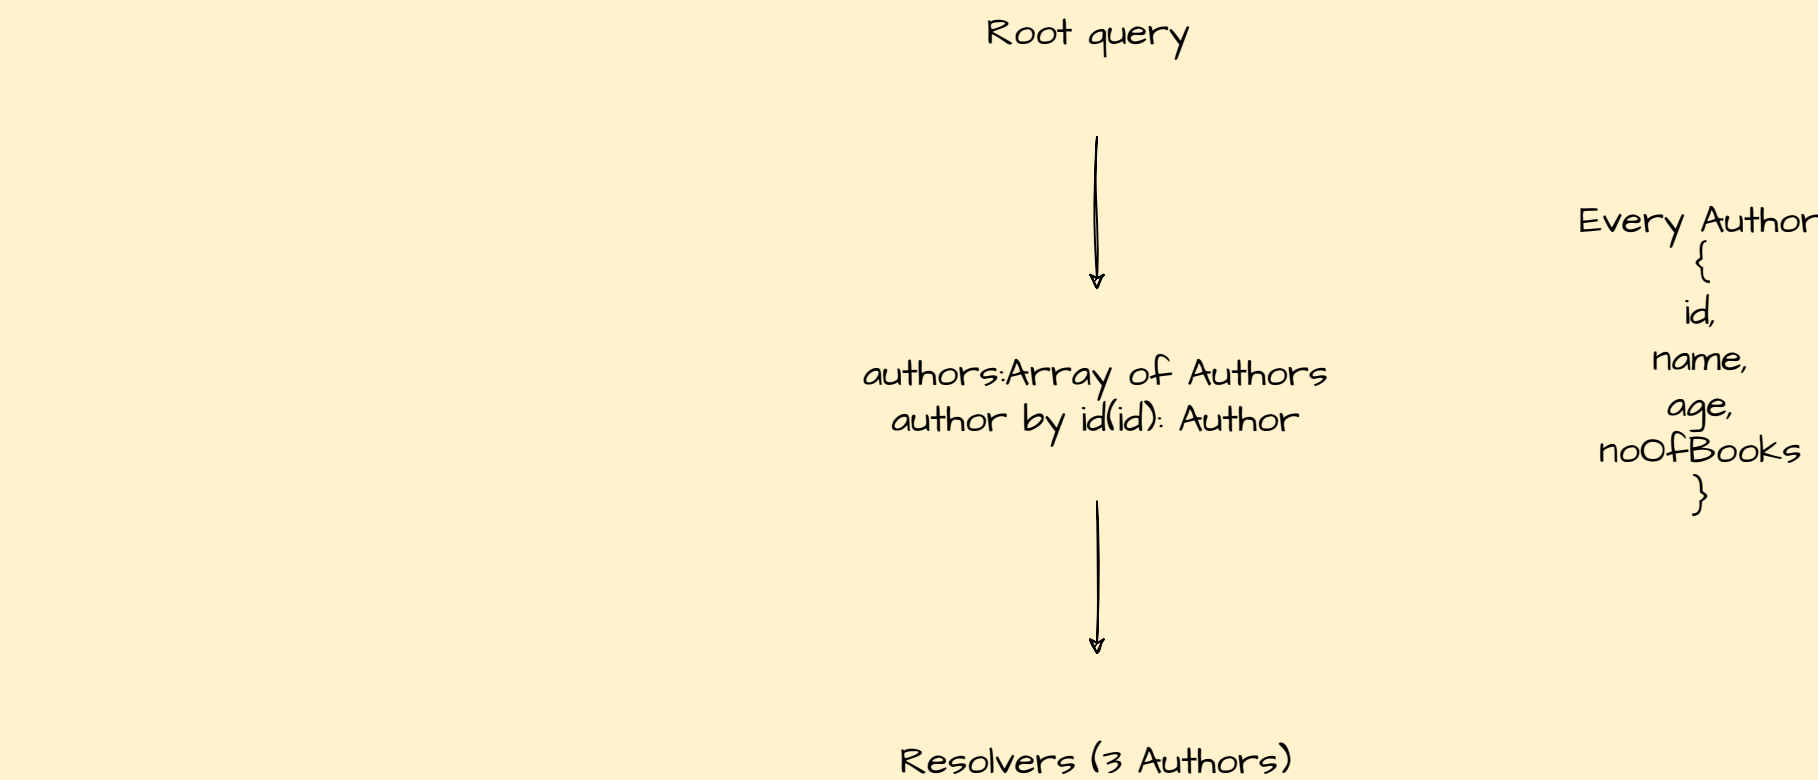 Root query
authors:Array of Authors
author by id(id): Author
Resolvers (3 Authors)
Every Author
{
id,
name,
age,
noOfBooks
}